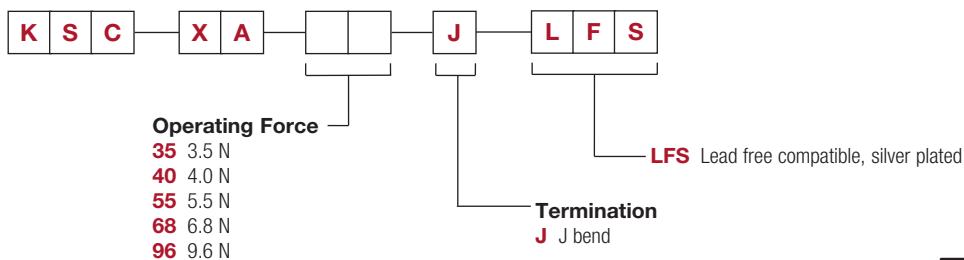 K S C X A J L F S
Operating Force
35 3.5 N
40 4.0 N
55 5.5 N
68 6.8 N
96 9.6 N
LFS Lead free compatible, silver plated
Termination
J J bend